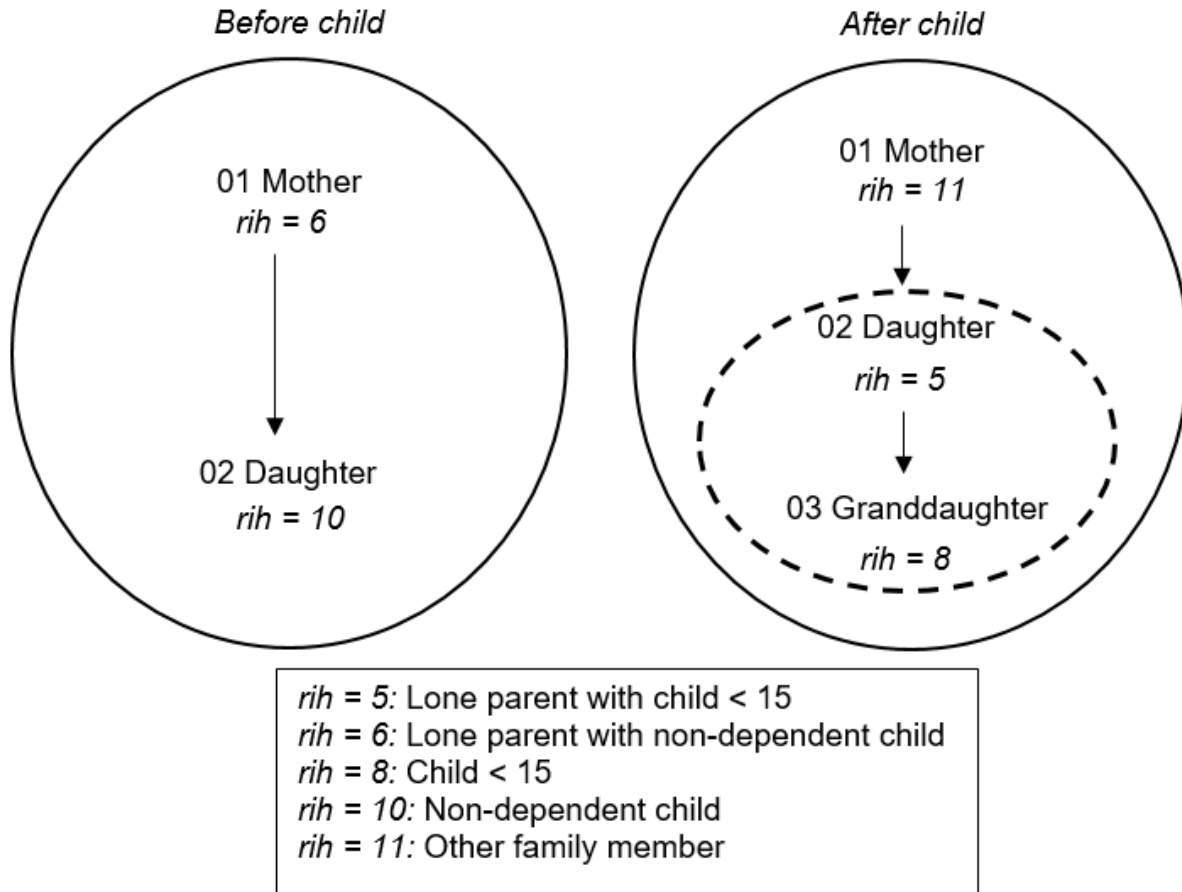 Before child
01 Mother
rih = 6
02 Daughter
rih = 10
After child
01 Mother
rih = 11
02 Daughter
rih = 5
03 Granddaughter
rih = 8
rih = 5: Lone parent with child < 15
rih = 6: Lone parent with non-dependent child
rih = 8: Child < 15
rih = 10: Non-dependent child
rih = 11: Other family member